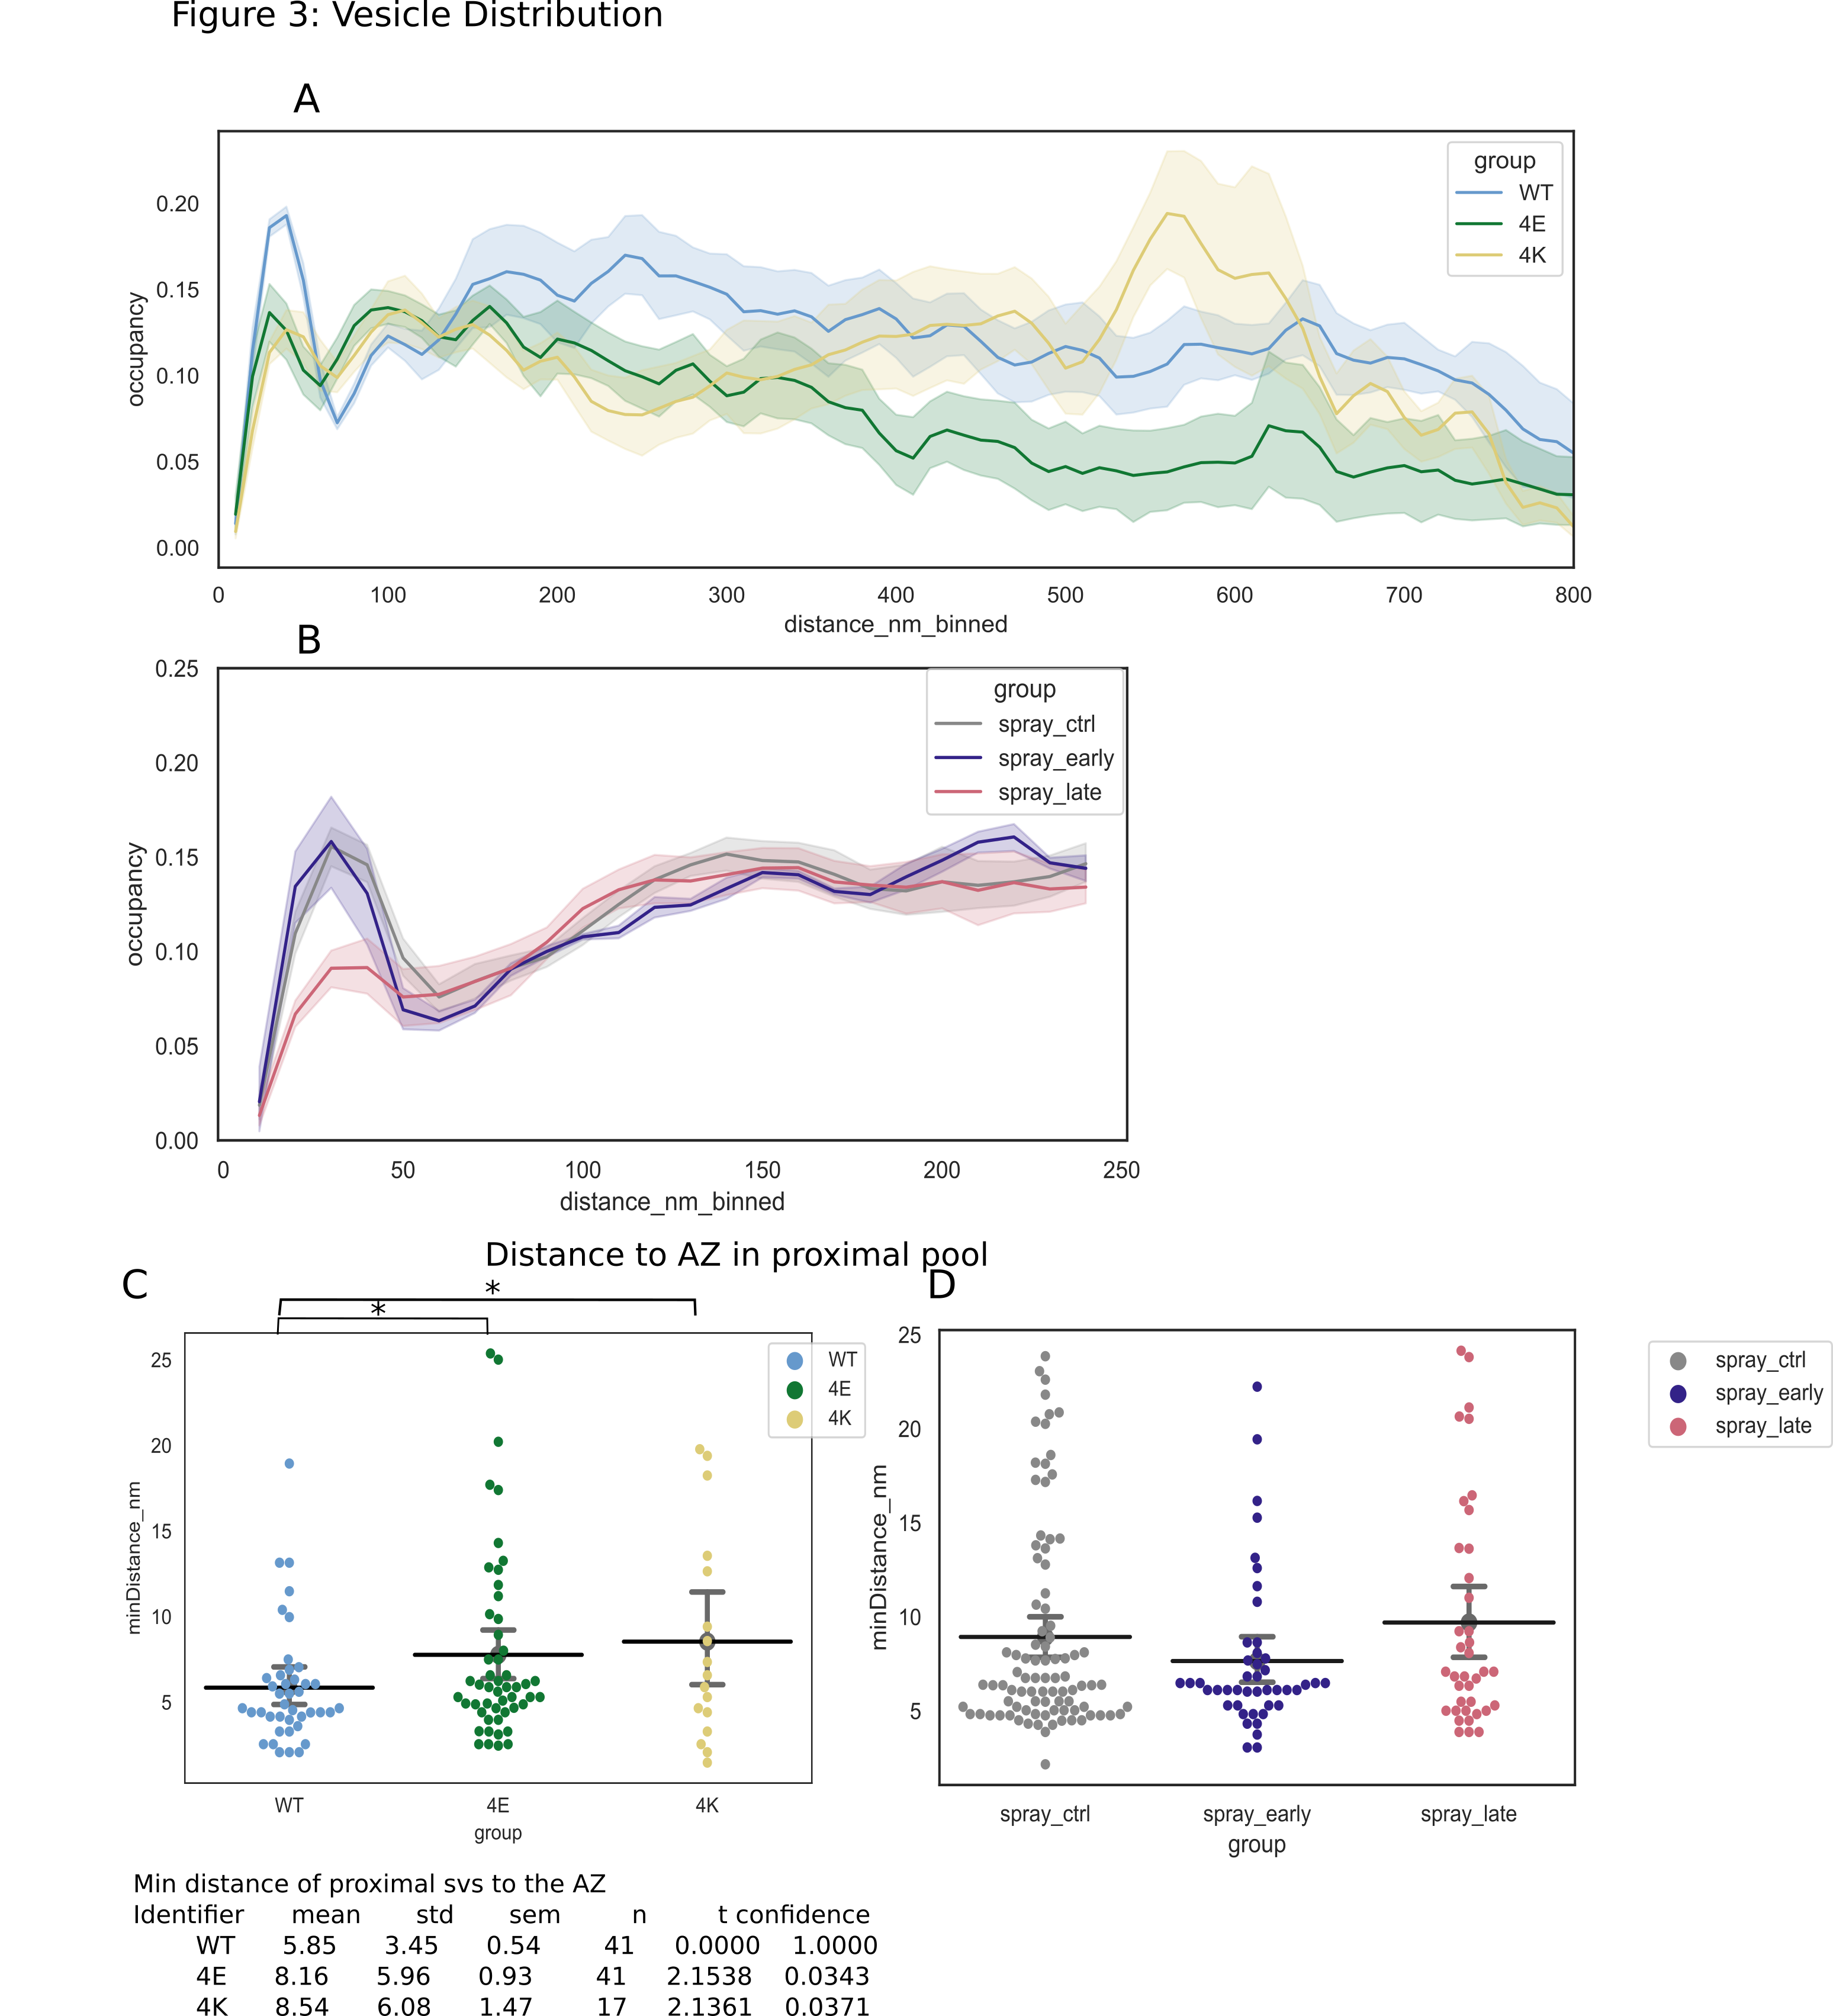 Figure 3: Vesicle Distribution
A
occupancy
0.20
0.15
0.10
0.05
0.00
group
WT
4E
4K
0 100 200 300 400 500 600 700 800
distance_nm_binned
B
occupancy
0.25
0.20
0.15
0.10
0.05
0.00
group
spray_ctrl
spray_early
spray_late
0 50 100 150 200 250
distance_nm_binned
Distance to AZ in proximal pool
C
*
*
minDistance_nm
25
20
15
10
5
WT
4E
4K
WT 4E 4K
group
D
minDistance_nm
25
20
15
10
5
spray_ctrl
spray_early
spray_late
spray_ctrl spray_early spray_late
group
Min distance of proximal svs to the AZ
Identifier mean std sem n t confidence
WT 5.85 3.45 0.54 41 0.0000 1.0000
4E 8.16 5.96 0.93 41 2.1538 0.0343
4K 8.54 6.08 1.47 17 2.1361 0.0371